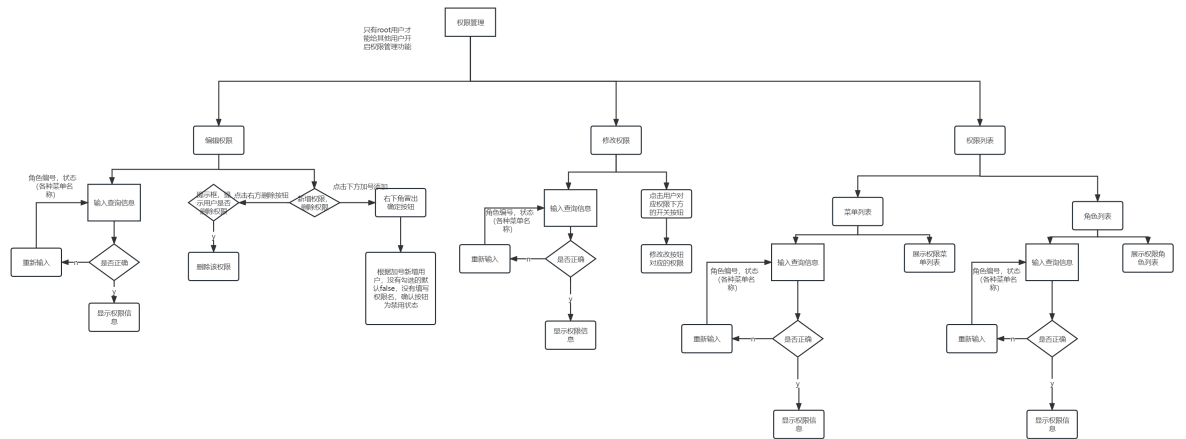 权限管理
只有root用户才
能给其他用户开
启权限管理功能
编辑权限
修改权限
权限列表
角色编号，状态
（各种菜单名
称）
输入查询信息
重新输入
n
是否正确
y
显示权限信
息
提示框，提
示用户是否
删除权限
点击右方删除按钮
新增权限，
删除权限
点击下方加号添加
右下角冒出
确定按钮
y
删除该权限
根据加号新增用
户，没有勾选的默
认false，没有填写
权限名，确认按钮
为禁用状态
角色编号，状态
（各种菜单名
称）
输入查询信息
重新输入
n
是否正确
y
显示权限信
息
点击用户对
应权限下方
的开关按钮
修改改按钮
对应的权限
菜单列表
角色编号，状态
（各种菜单名
称）
输入查询信息
展示权限菜
单列表
重新输入
n
是否正确
y
显示权限信
息
角色列表
角色编号，状态
（各种菜单名
称）
输入查询信息
展示权限角
色列表
重新输入
n
是否正确
y
显示权限信
息